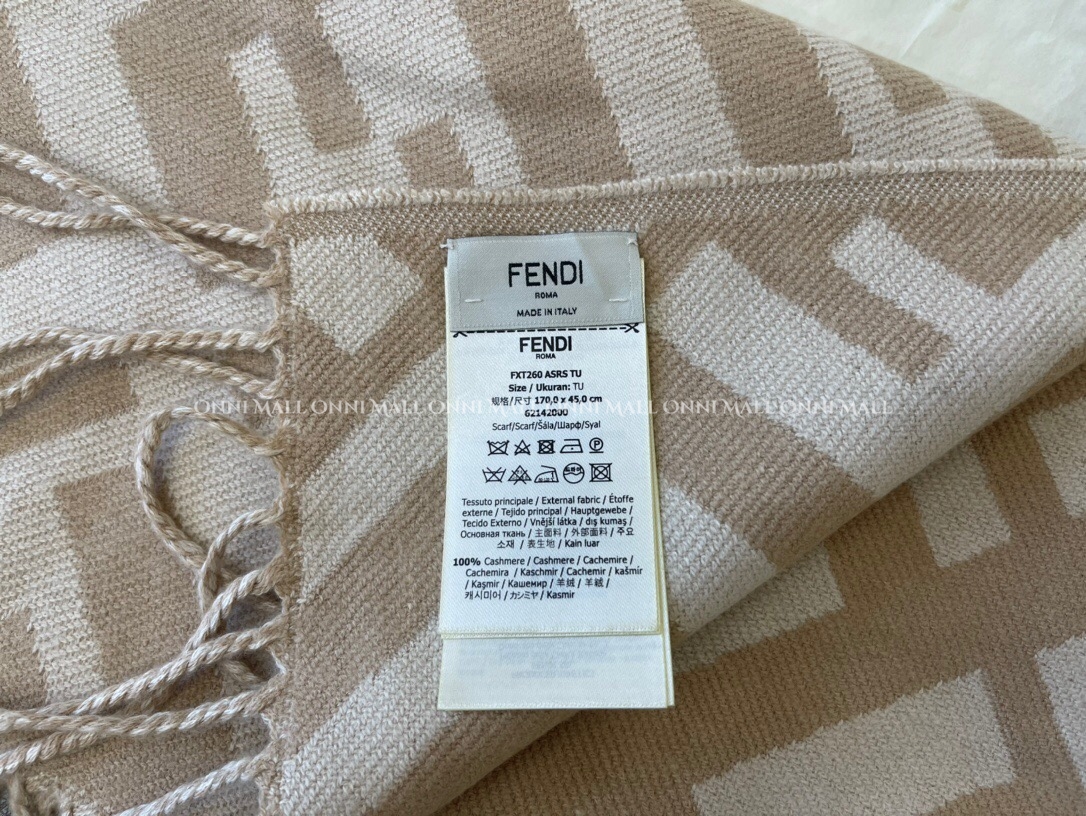 FENDI
ROMA
MADE IN ITALY
FENDI
ROMA
FXT260 ASRS TU
Size / Ukuran: TU
规格/尺寸 170,0 x 45,0 cm
ONNI MALL ONNI MALL ONNI MALL ONNI MALL ONNI MALL
62142000
Scarf/Scarf/Šála/Шарф/Syal
Tessuto principale / External fabric / Étoffe
externe / Tejido principal / Hauptgewebe /
Tecido Externo / Vnější látka / dış kumaş /
Основная ткань / 主面料 / 外部面料 / 주요
소재 / 表生地 / Kain luar
100% Cashmere / Cashmere / Cachemire /
Cachemira / Kaschmir / Cachemir / kašmír
/ Kaşmir / Кашемир / 羊绒 / 羊絨 /
캐시미어 / カシミヤ / Kasmir